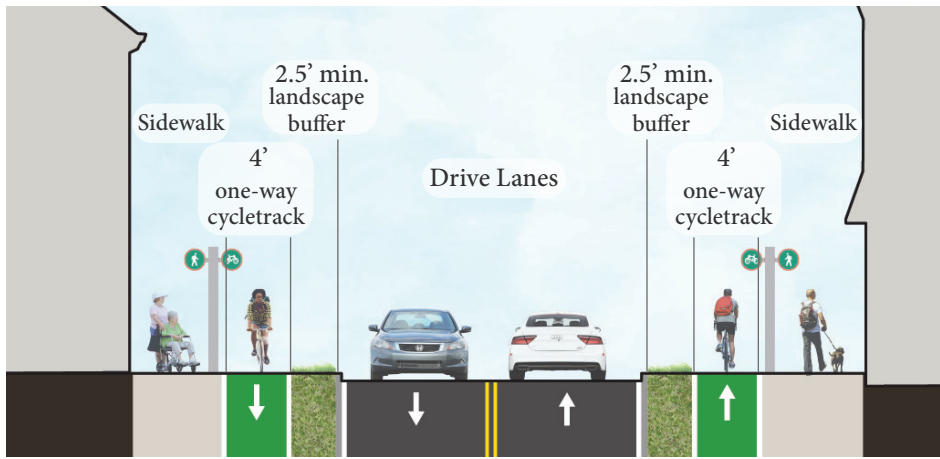 Sidewalk
4’
one-way
cycletrack
2.5’ min.
landscape
buffer
Drive Lanes
2.5’ min.
landscape
buffer
4’
one-way
cycletrack
Sidewalk